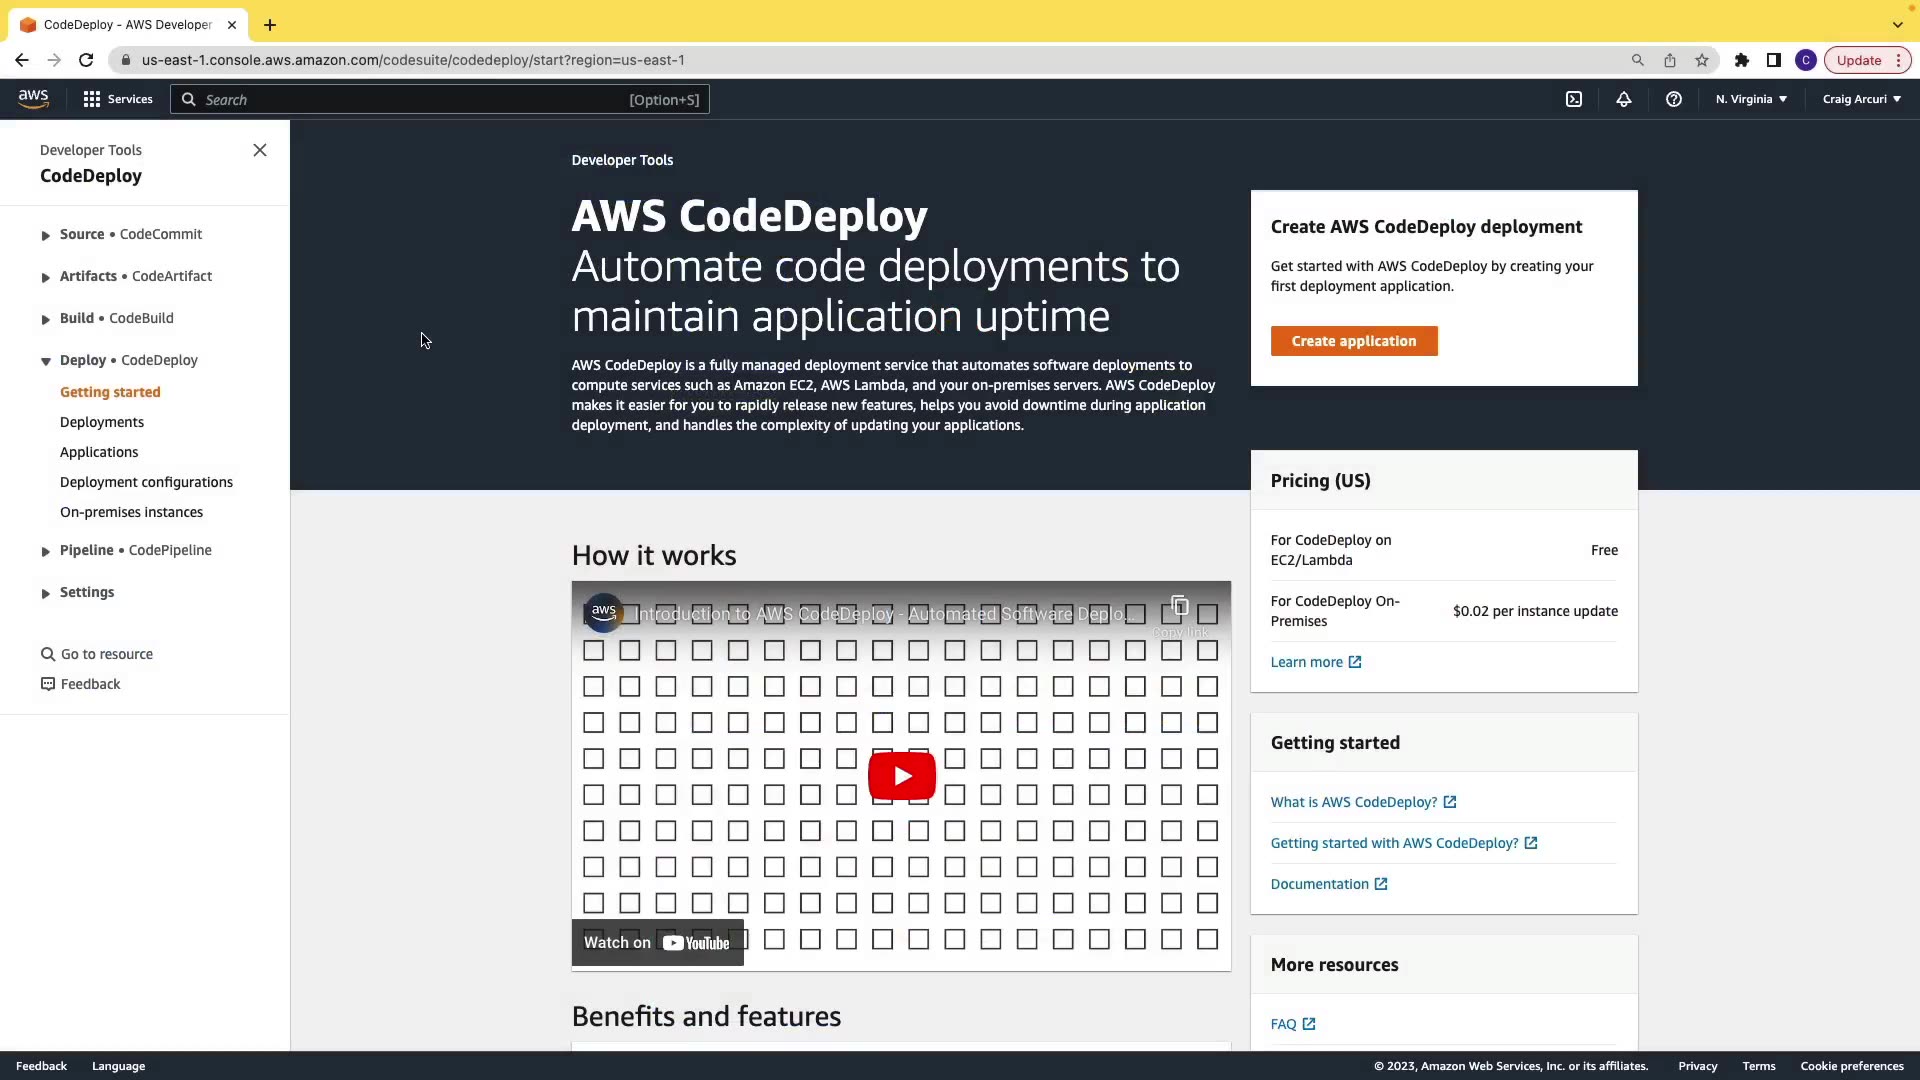 CodeDeploy - AWS Developer
us-east-1.console.aws.amazon.com/codesuite/codedeploy/start?region=us-east-1
C
Update
aws
Services
Search
[Option+S]
N. Virginia
Craig Arcuri
Developer Tools
CodeDeploy
Source • CodeCommit
Artifacts • CodeArtifact
Build • CodeBuild
Deploy • CodeDeploy
Getting started
Deployments
Applications
Deployment configurations
On-premises instances
Pipeline • CodePipeline
Settings
Go to resource
Feedback
Developer Tools
AWS CodeDeploy
Automate code deployments to
maintain application uptime
AWS CodeDeploy is a fully managed deployment service that automates software deployments to
compute services such as Amazon EC2, AWS Lambda, and your on-premises servers. AWS CodeDeploy
makes it easier for you to rapidly release new features, helps you avoid downtime during application
deployment, and handles the complexity of updating your applications.
Create AWS CodeDeploy deployment
Get started with AWS CodeDeploy by creating your
first deployment application.
Create application
How it works
aws
Introduction to AWS CodeDeploy - Automated Software Deplo...
Copy link
Watch on YouTube
Benefits and features
Pricing (US)
For CodeDeploy on
EC2/Lambda
Free
For CodeDeploy On-
Premises
$0.02 per instance update
Learn more
Getting started
What is AWS CodeDeploy?
Getting started with AWS CodeDeploy?
Documentation
More resources
FAQ
Feedback
Language
© 2023, Amazon Web Services, Inc. or its affiliates.
Privacy
Terms
Cookie preferences